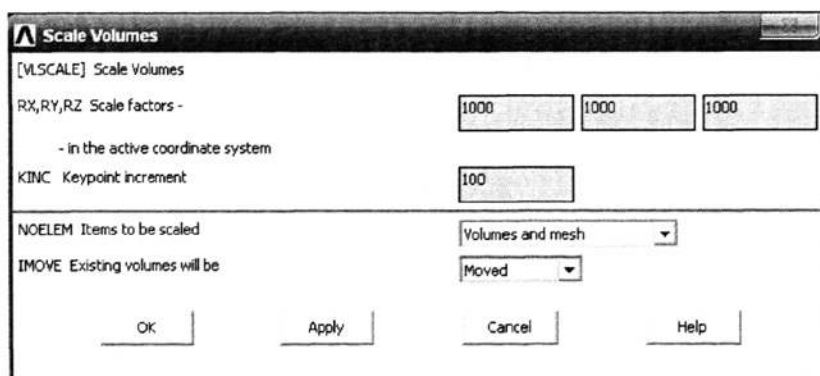 Scale Volumes
[VLSCALE] Scale Volumes
RX,RY,RZ Scale factors - 1000 1000 1000
- in the active coordinate system
KINC Keypoint increment 100
NOELEM Items to be scaled Volumes and mesh
IMOVE Existing volumes will be Moved
OK Apply Cancel Help